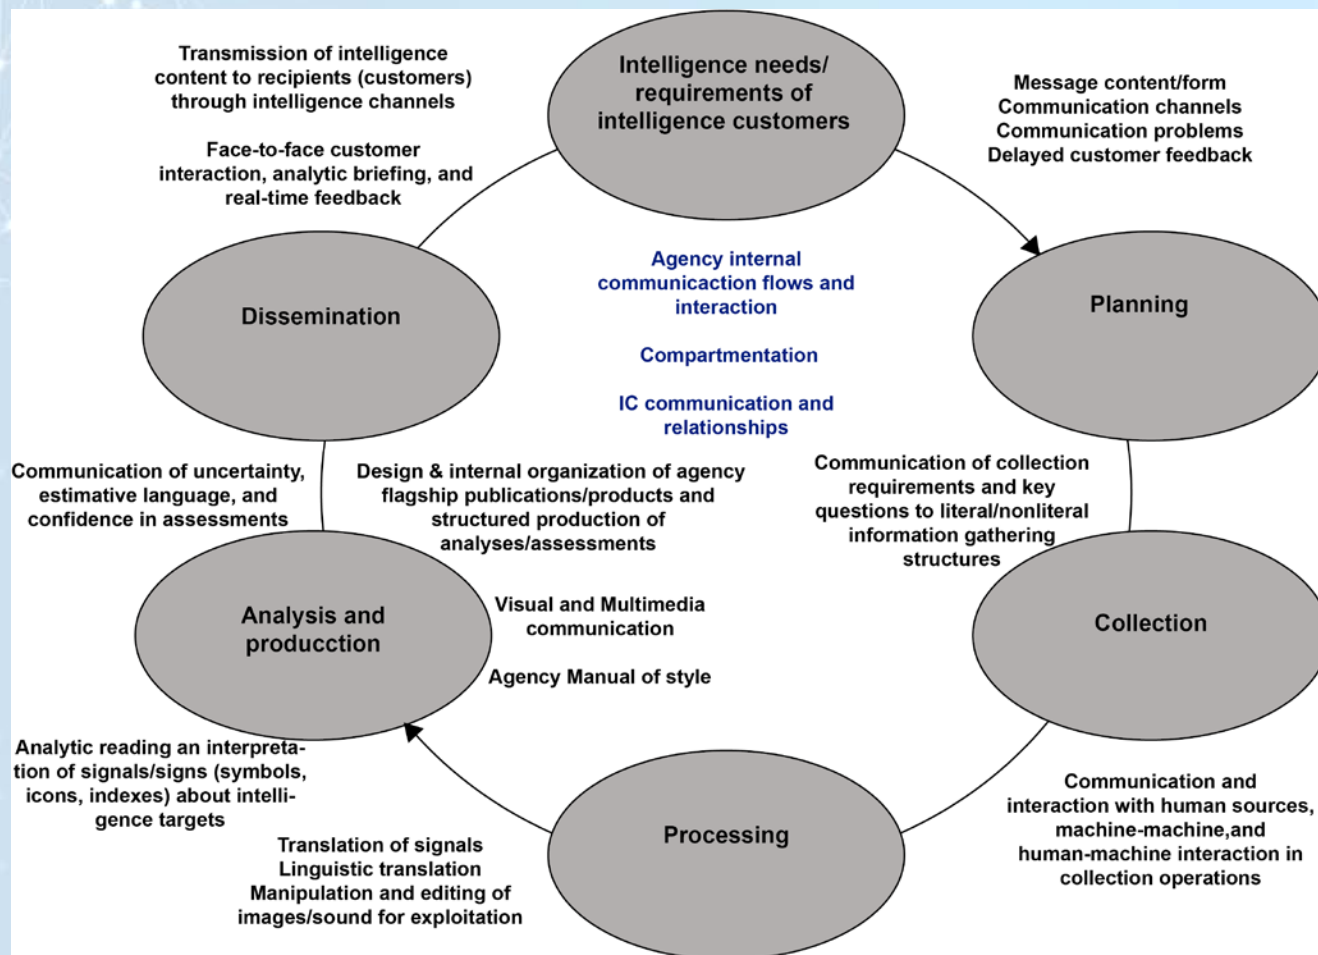 Transmission of intelligence
content to recipients (customers)
through intelligence channels
Face-to-face customer
interaction, analytic briefing, and
real-time feedback
Intelligence needs/
requirements of
intelligence customers
Message content/form
Communication channels
Communication problems
Delayed customer feedback
Agency internal
communicaction flows and
interaction
Compartmentation
IC communication and
relationships
Dissemination
Planning
Communication of uncertainty,
estimative language, and
confidence in assessments
Design & internal organization of agency
flagship publications/products and
structured production of
analyses/assessments
Communication of collection
requirements and key
questions to literal/nonliteral
information gathering
structures
Analysis and
producction
Visual and Multimedia
communication
Agency Manual of style
Collection
Analytic reading an interpreta-
tion of signals/signs (symbols,
icons, indexes) about intelli-
gence targets
Translation of signals
Linguistic translation
Manipulation and editing of
images/sound for exploitation
Processing
Communication and
interaction with human sources,
machine-machine,and
human-machine interaction in
collection operations